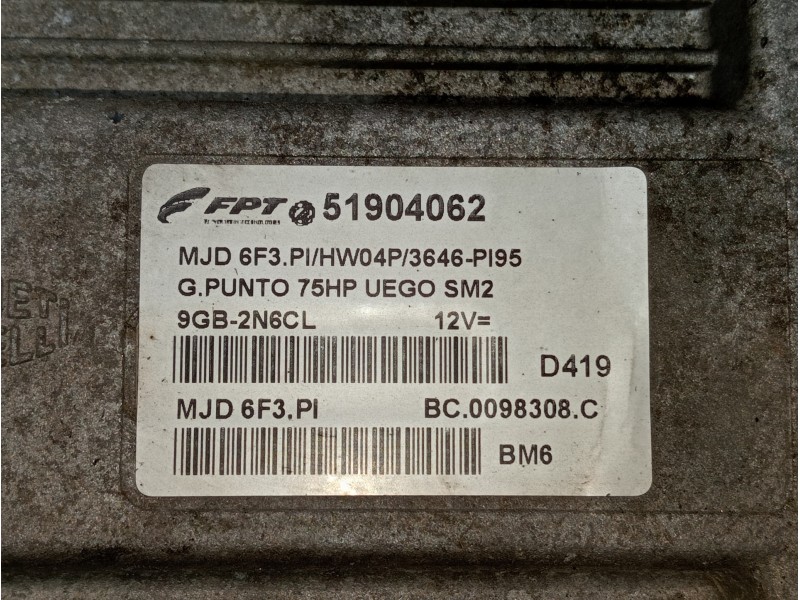 FPT 51904062
MJD 6F3.PI/HW04P/3646-PI95
G.PUNTO 75HP UEGO SM2
9GB-2N6CL 12V=
D419
MJD 6F3.PI BC.0098308.C
BM6